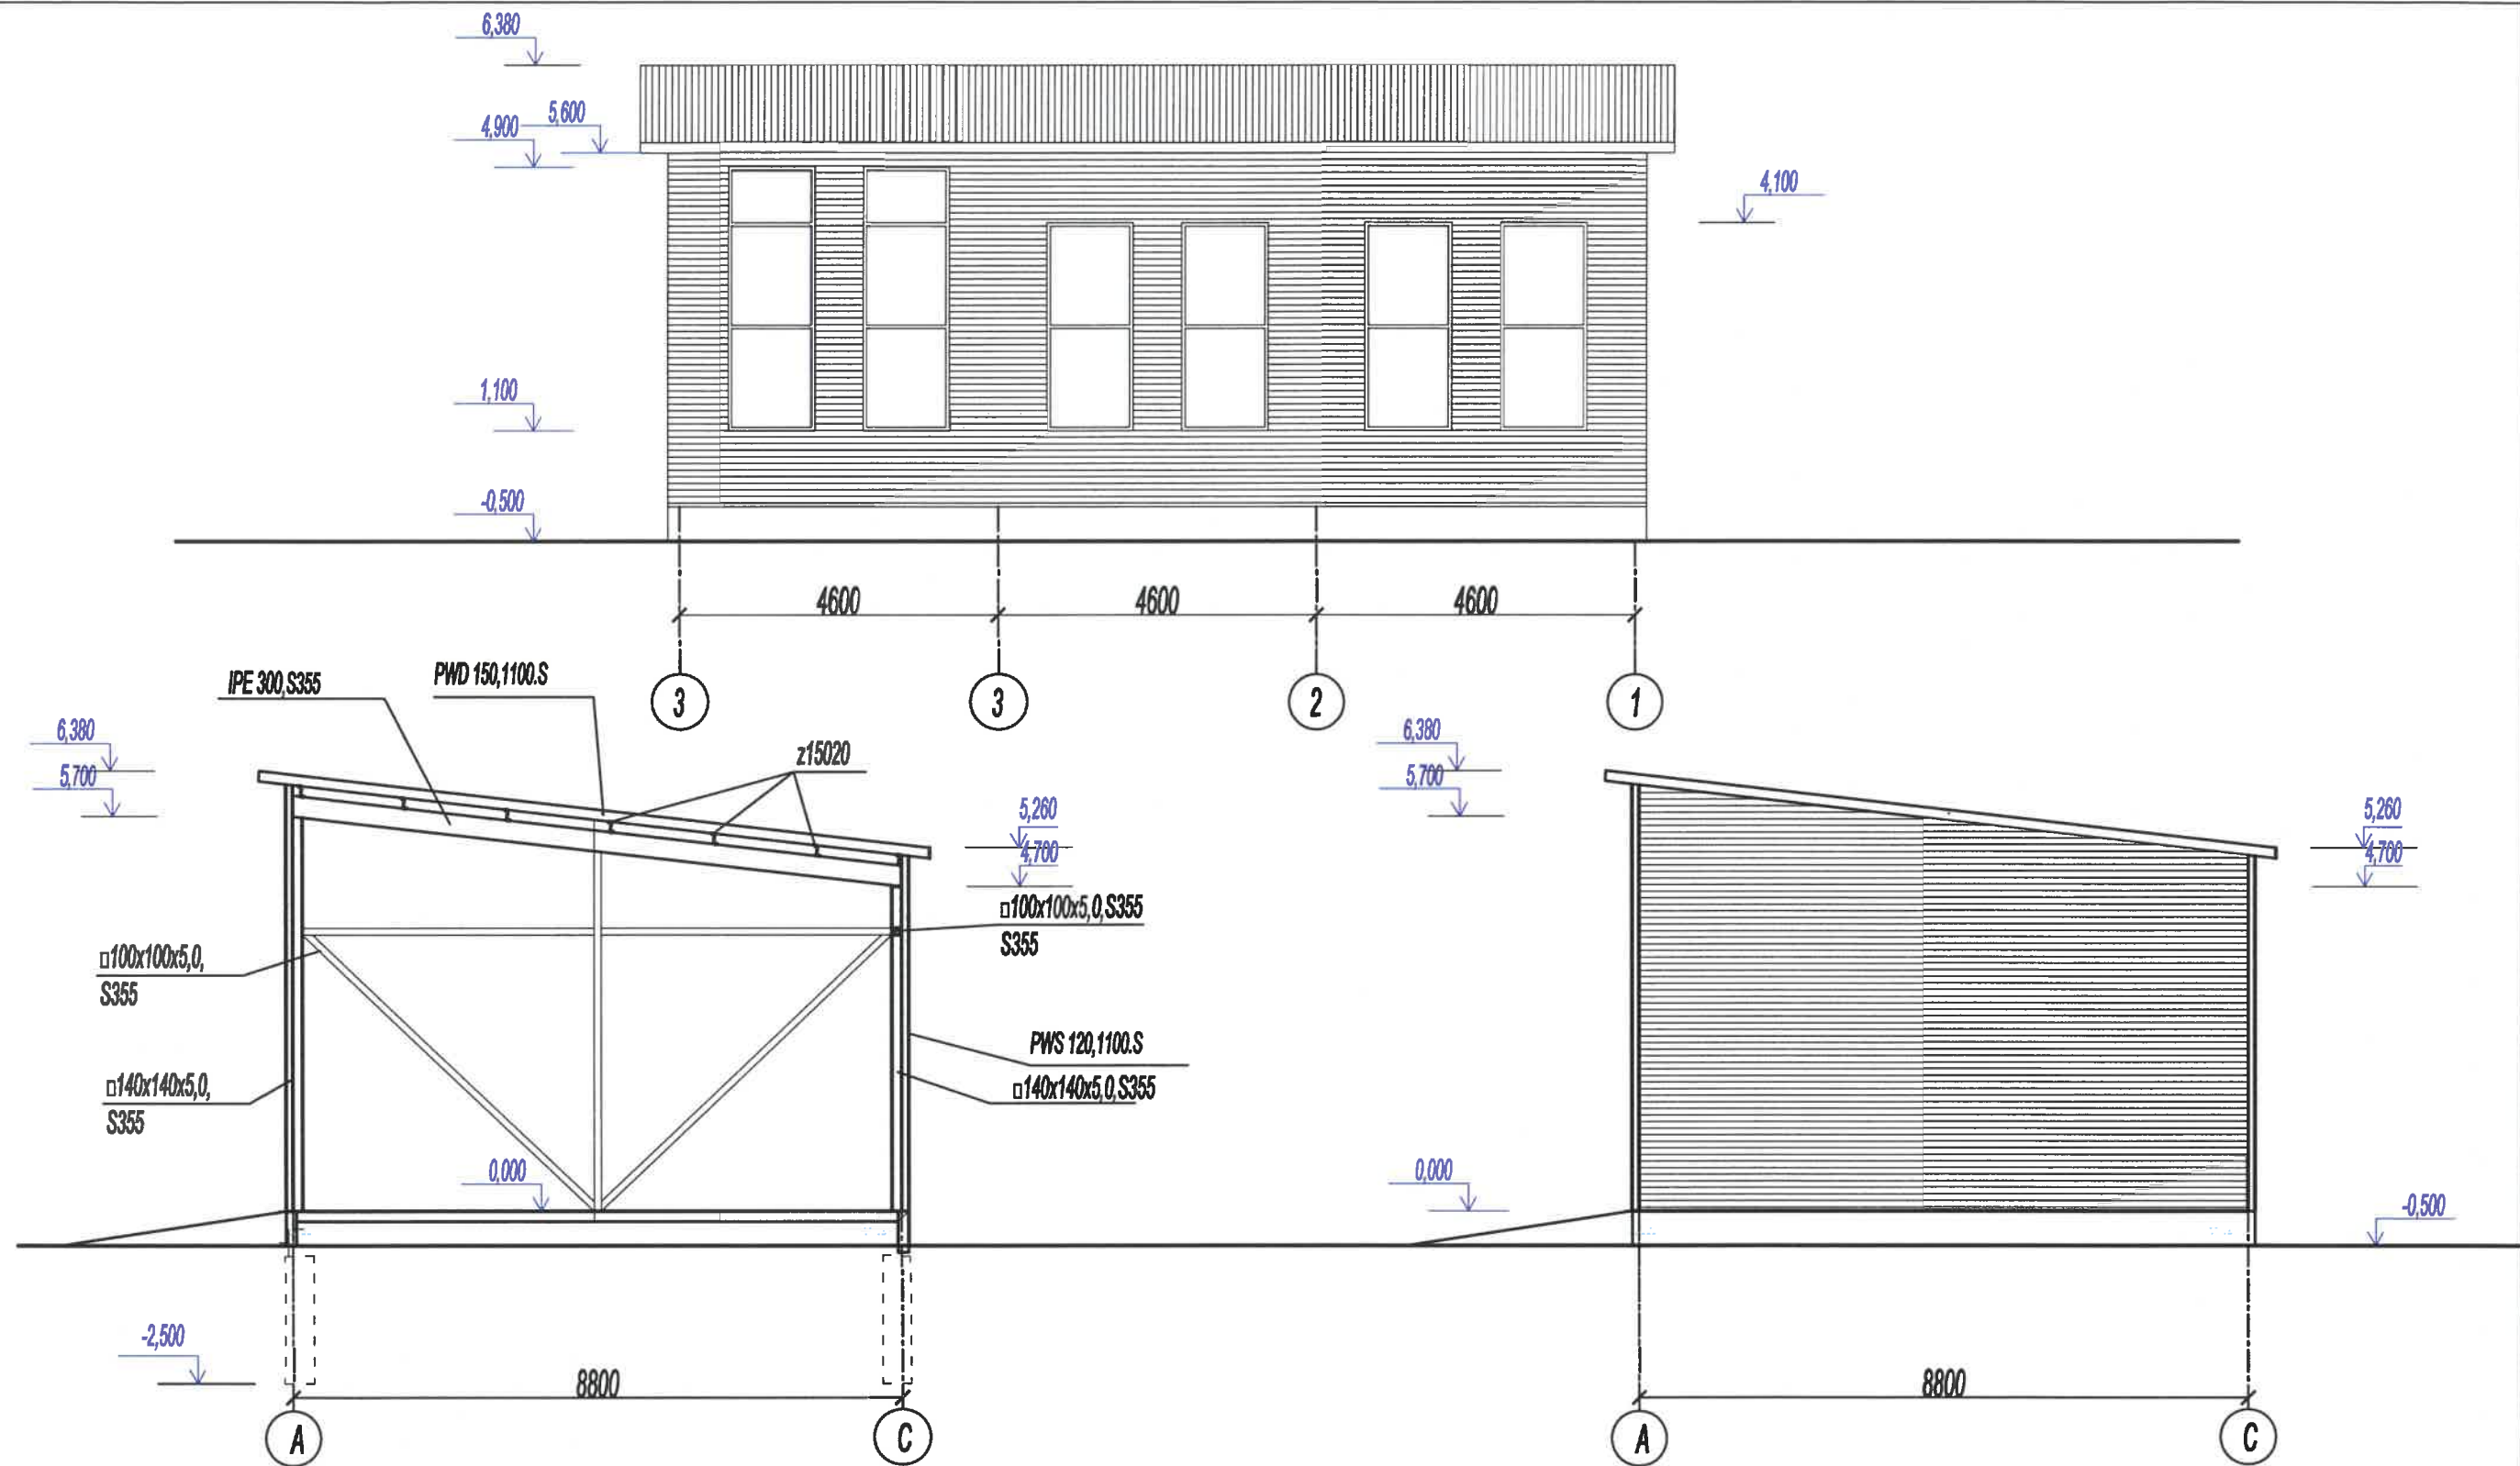 6,380
4,900
5,600
4,100
1,100
-0,500
4600
4600
4600
3
3
2
1
IPE 300,S355
PWD 150,1100.S
z15020
6,380
5,700
5,260
4,700
□100x100x5,0,S355
S355
□100x100x5,0,
S355
□140x140x5,0,
S355
PWS 120,1100.S
□140x140x5,0,S355
0,000
-2,500
8800
A
C
6,380
5,700
5,260
4,700
0,000
-0,500
8800
A
C